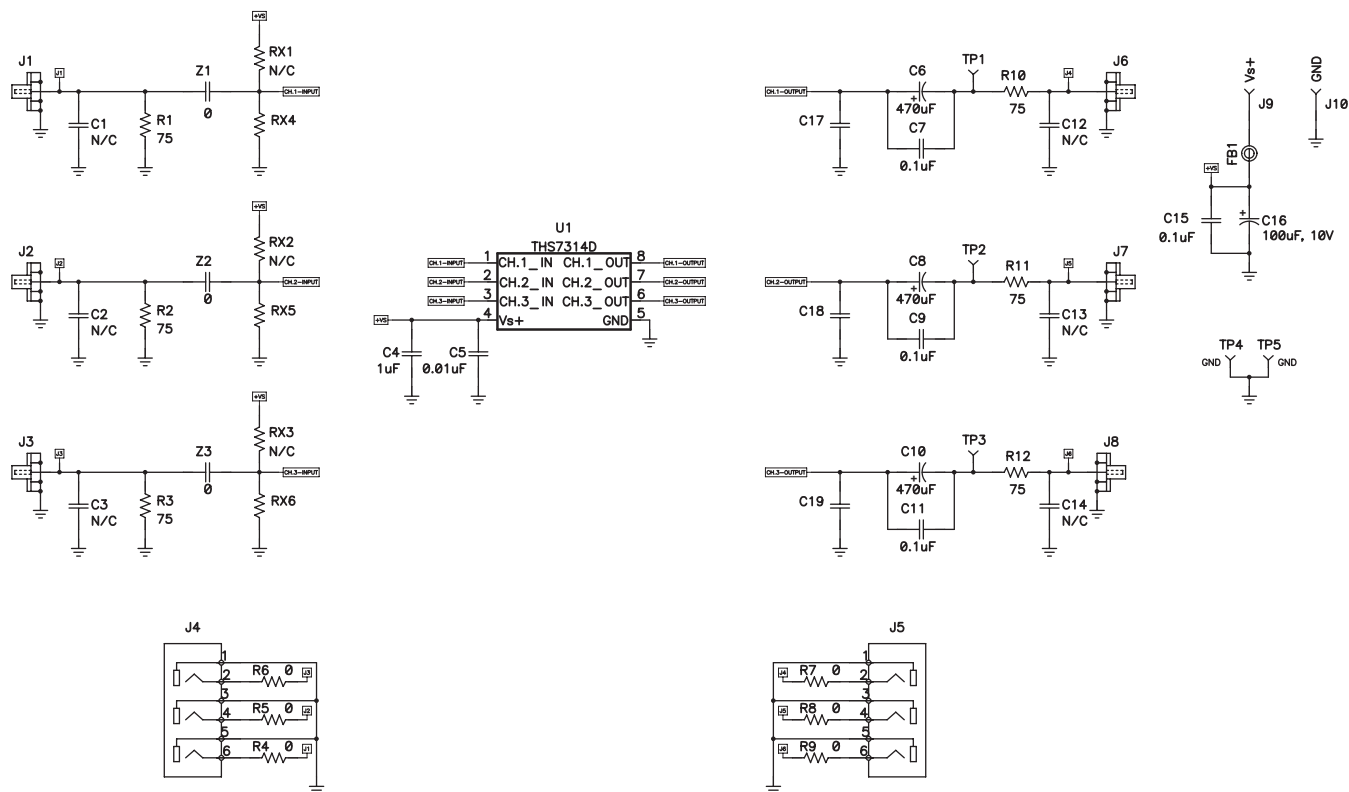 +VS
RX1
N/C
J1
J1
Z1
0
CH.1-INPUT
C1
N/C
R1
75
RX4
+VS
RX2
N/C
J2
J2
Z2
0
CH.2-INPUT
C2
N/C
R2
75
RX5
+VS
RX3
N/C
J3
J3
Z3
0
CH.3-INPUT
C3
N/C
R3
75
RX6
U1
THS7314D
CH.1-INPUT 1 CH.1_IN CH.1_OUT 8 CH.1-OUTPUT
CH.2-INPUT 2 CH.2_IN CH.2_OUT 7 CH.2-OUTPUT
CH.3-INPUT 3 CH.3_IN CH.3_OUT 6 CH.3-OUTPUT
+VS 4 Vs+ GND 5
C4
1uF
C5
0.01uF
CH.1-OUTPUT
C17
C6
+
470uF
C7
0.1uF
TP1
R10
75
J4
C12
N/C
J6
CH.2-OUTPUT
C18
C8
+
470uF
C9
0.1uF
TP2
R11
75
J5
C13
N/C
J7
CH.3-OUTPUT
C19
C10
+
470uF
C11
0.1uF
TP3
R12
75
J6
C14
N/C
J8
Vs+
J9
GND
J10
FB1
+VS
C15
0.1uF
+
C16
100uF, 10V
TP4 TP5
GND GND
J4
1
2 R6 0 J3
3
4 R5 0 J2
5
6 R4 0 J1
J5
1
J4 R7 0 2
3
J5 R8 0 4
5
J6 R9 0 6